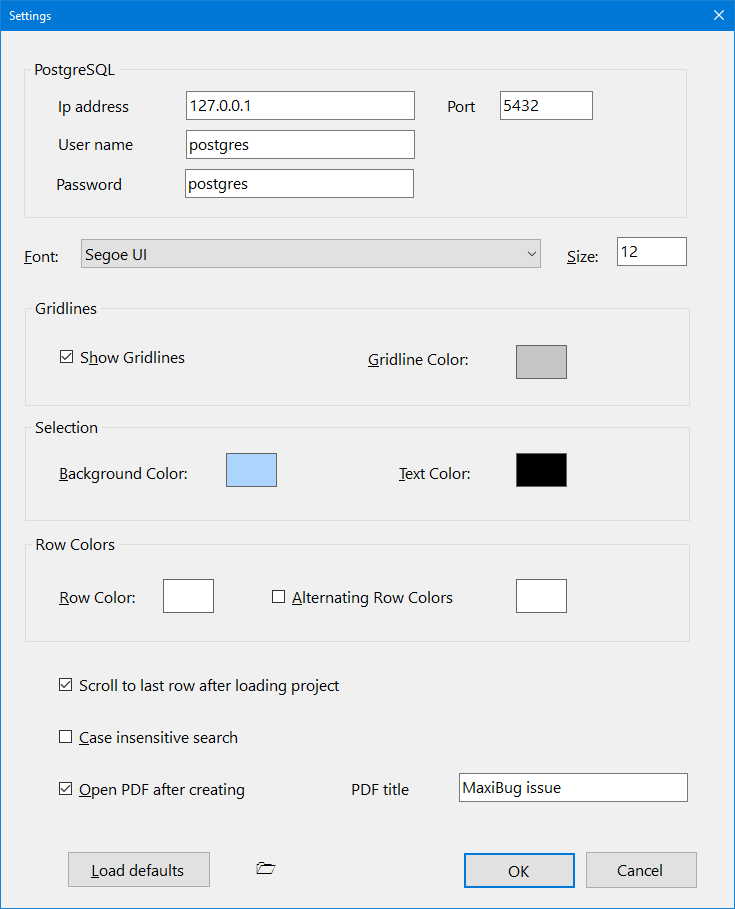 Settings
PostgreSQL
Ip address 127.0.0.1 Port 5432
User name postgres
Password postgres
Font: Segoe UI Size: 12
Gridlines
Show Gridlines Gridline Color:
Selection
Background Color: Text Color:
Row Colors
Row Color: Alternating Row Colors
Scroll to last row after loading project
Case insensitive search
Open PDF after creating PDF title MaxiBug issue
Load defaults OK Cancel